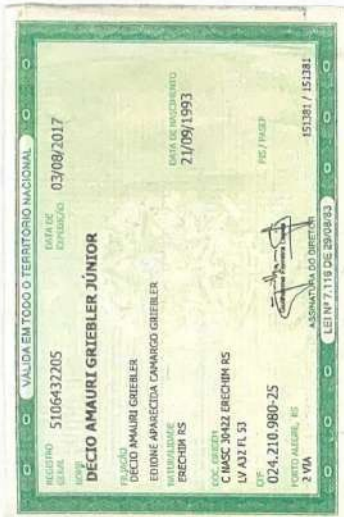 VÁLIDA EM TODO O TERRITÓRIO NACIONAL
REGISTRO GERAL 5106432205 DATA DE EXPEDIÇÃO 03/08/2017
NOME
DÉCIO AMAURI GRIEBLER JÚNIOR
FILIAÇÃO
DÉCIO AMAURI GRIEBLER
EDIONE APARECIDA CAMARGO GRIEBLER
NATURALIDADE DATA DE NASCIMENTO
ERECHIM RS 21/09/1993
DOC. ORIGEM
C NASC 30422 ERECHIM RS
LV A32 FL 53
CPF PIS / PASEP
024.210.980-25
PORTO ALEGRE, RS
2 VIA 151381 / 151381
ASSINATURA DO DIRETOR
LEI Nº 7.116 DE 29/08/83